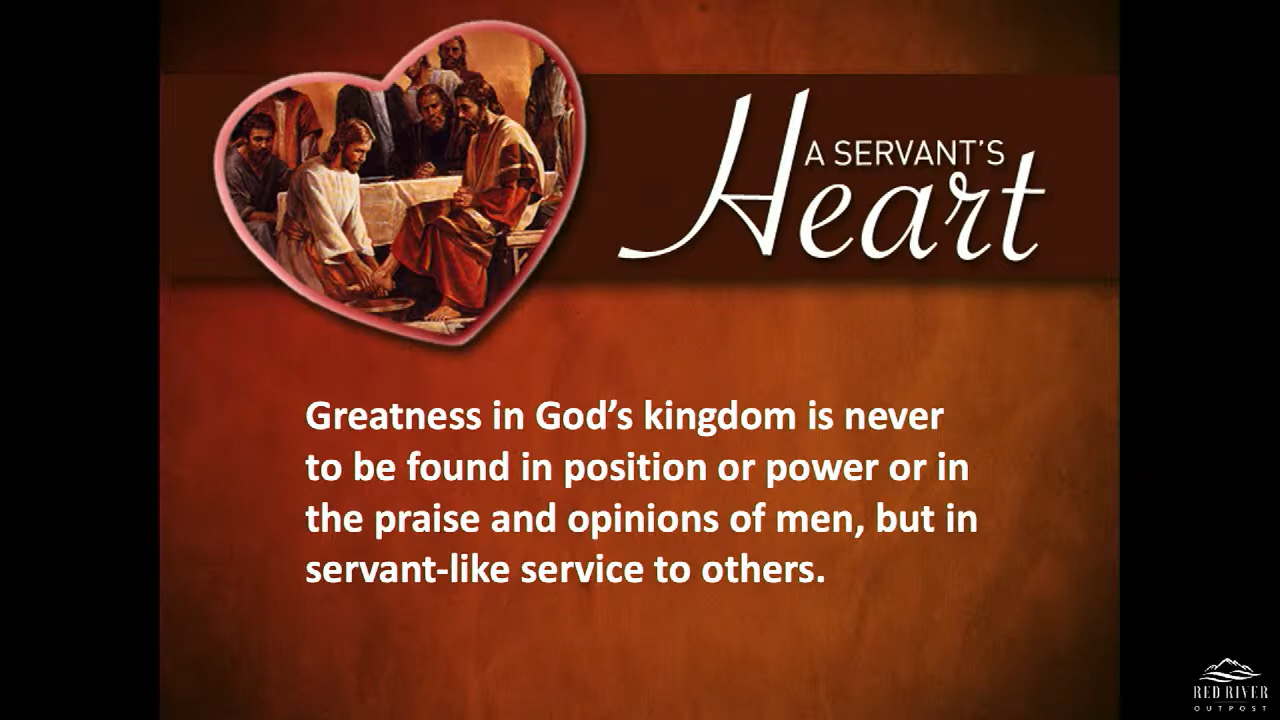 A SERVANT'S
Heart
Greatness in God's kingdom is never
to be found in position or power or in
the praise and opinions of men, but in
servant-like service to others.
RED RIVER
OUTPOST